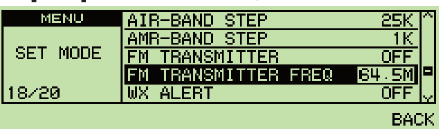 MENU
SET MODE
18/20
AIR-BAND STEP 25K
AMR-BAND STEP 1K
FM TRANSMITTER OFF
FM TRANSMITTER FREQ 64.5M
WX ALERT OFF
BACK